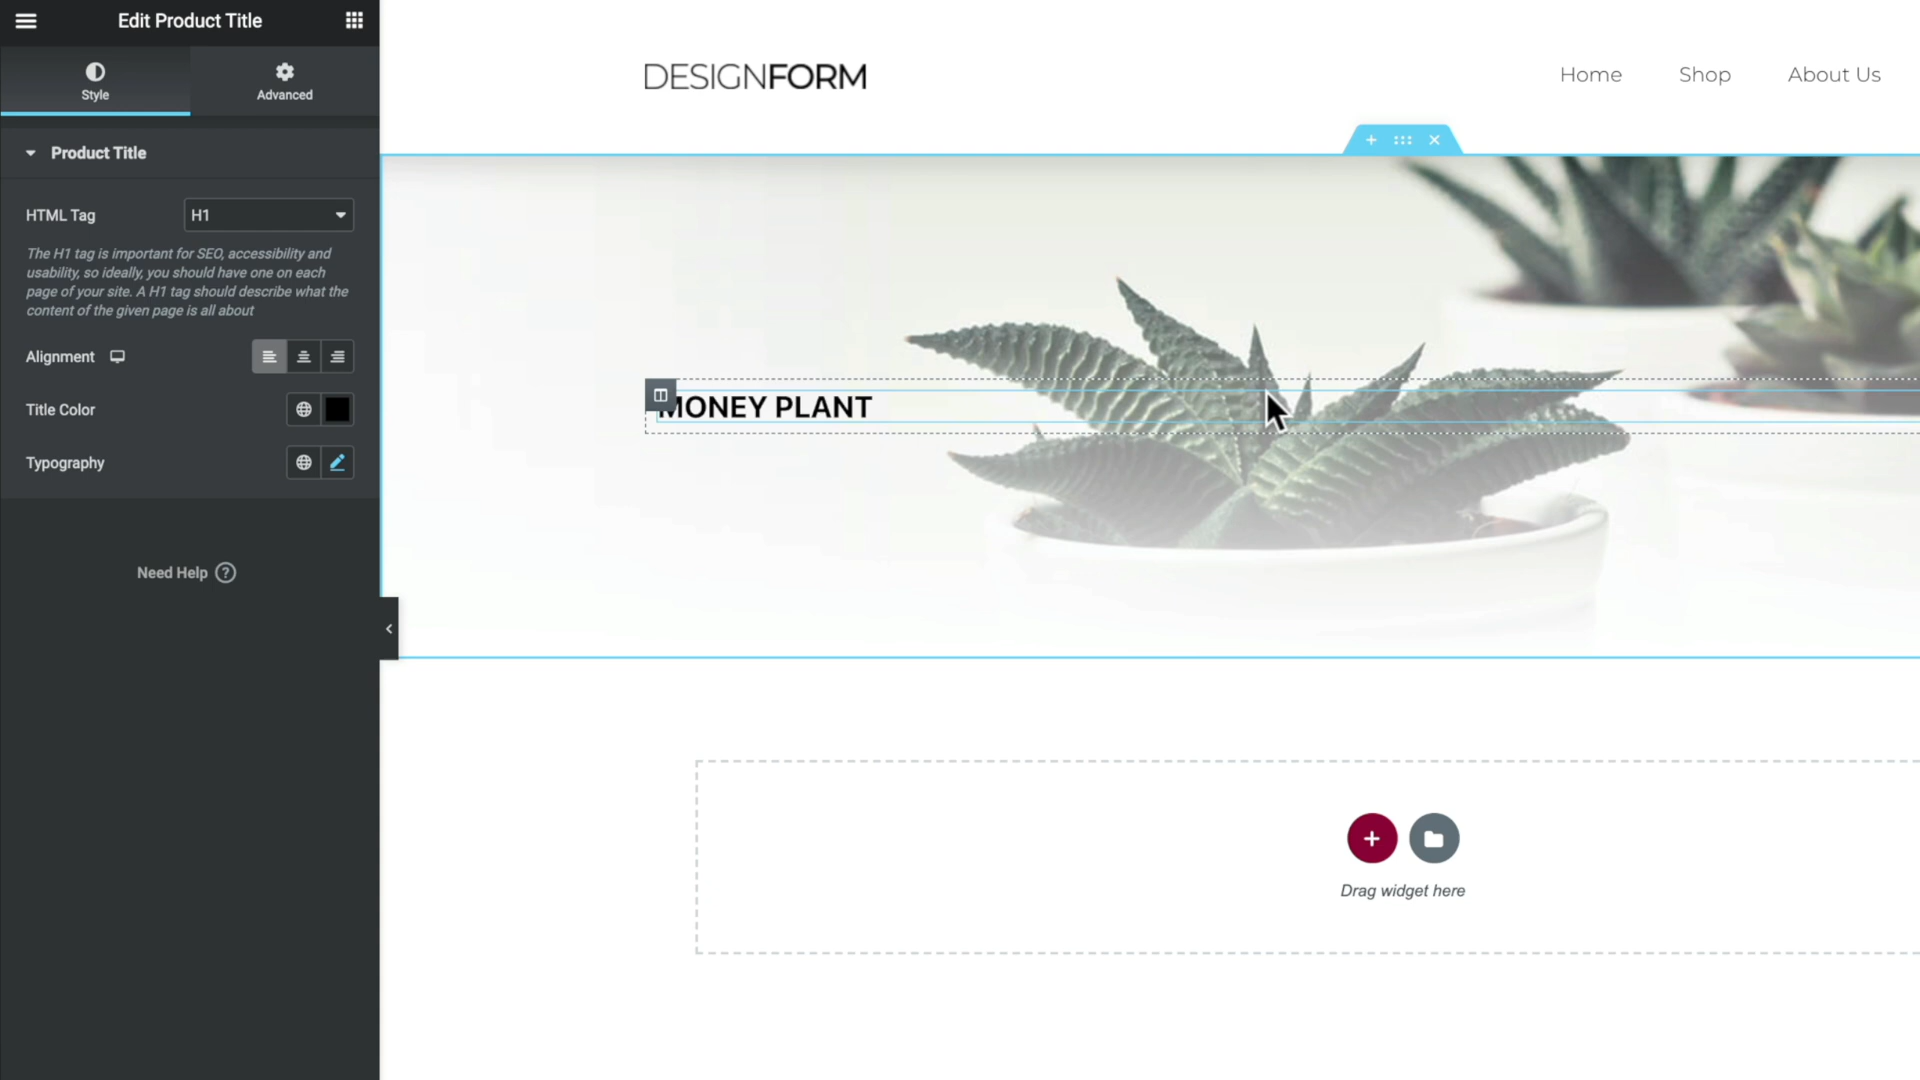 Edit Product Title
Style
Advanced
Product Title
HTML Tag
H1
The H1 tag is important for SEO, accessibility and
usability, so ideally, you should have one on each
page of your site. A H1 tag should describe what the
content of the given page is all about
Alignment
Title Color
Typography
Need Help ?
DESIGNFORM
Home
Shop
About Us
MONEY PLANT
Drag widget here